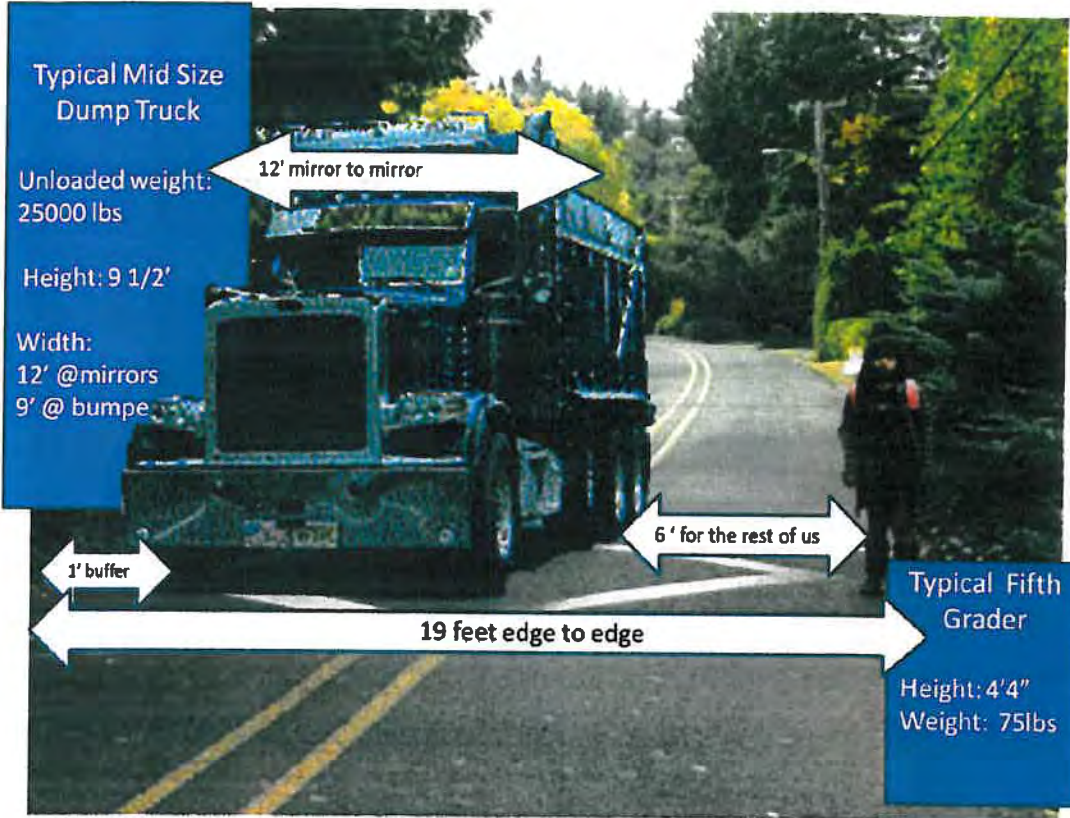 Typical Mid Size
Dump Truck
Unloaded weight:
25000 lbs
Height: 9 1/2'
Width:
12' @mirrors
9' @ bumpe
12' mirror to mirror
1' buffer
6 ' for the rest of us
19 feet edge to edge
Typical Fifth
Grader
Height: 4'4"
Weight: 75lbs